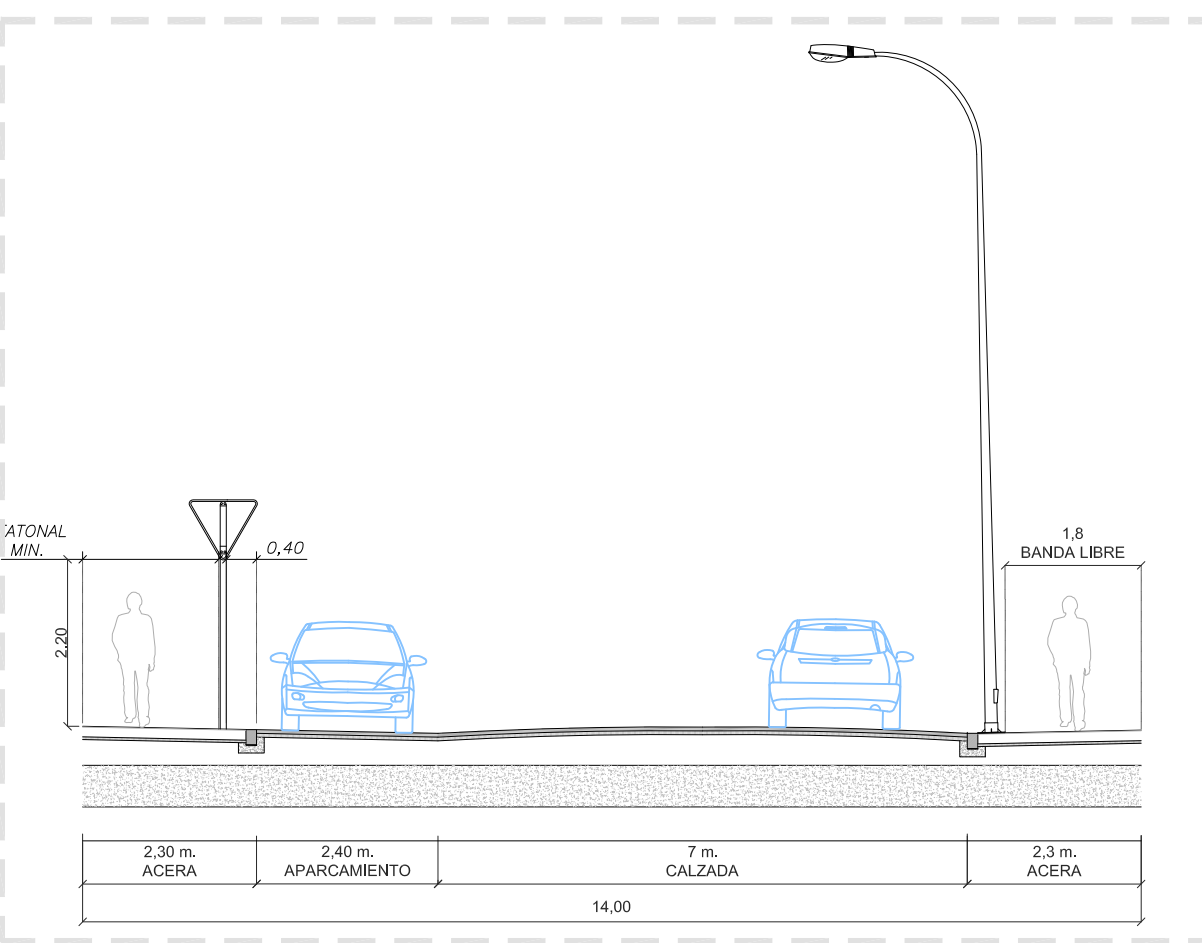 MIN.
0,40
1,8
BANDA LIBRE
2.20
2,30 m.
ACERA
2,40 m.
APARCAMIENTO
7 m.
CALZADA
2,3 m.
ACERA
14,00